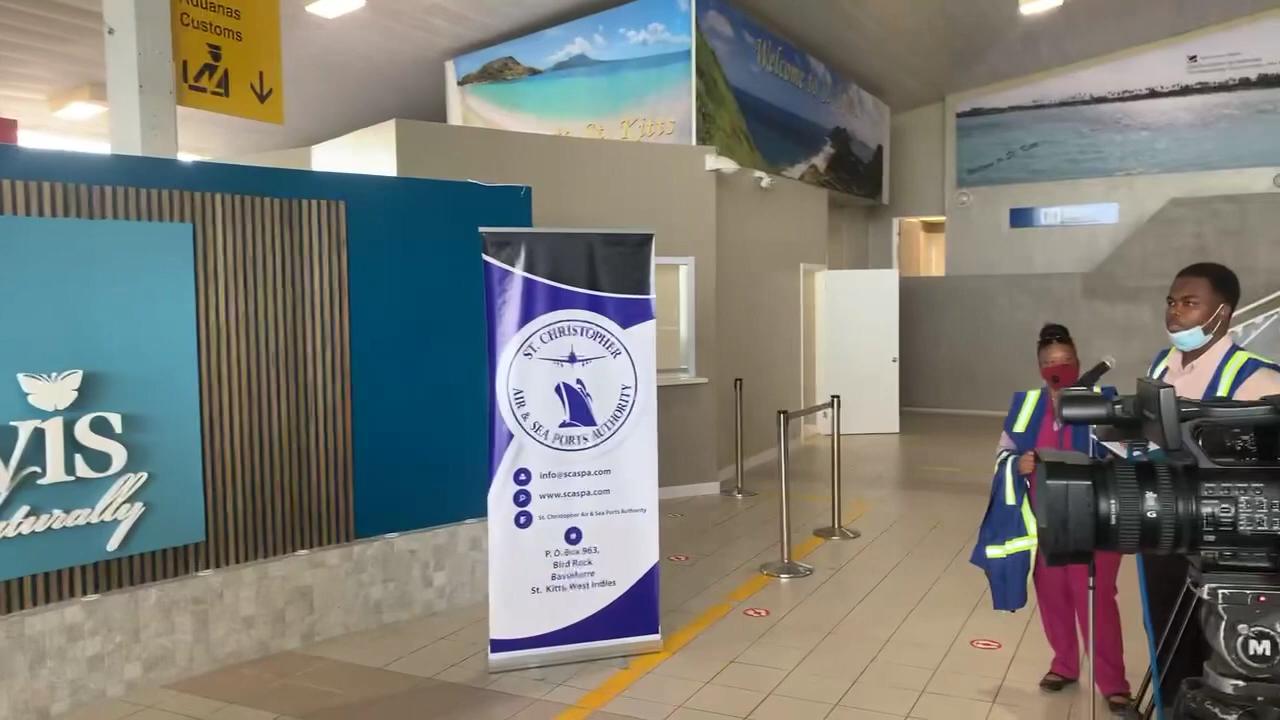 Aduanas
Customs
St. Kitts
Welcome to
vis
aturally
ST. CHRISTOPHER
AIR & SEA PORTS AUTHORITY
info@scaspa.com
www.scaspa.com
St. Christopher Air & Sea Ports Authority
P. O. Box 963,
Bird Rock
Basseterre
St. Kitts, West Indies
M